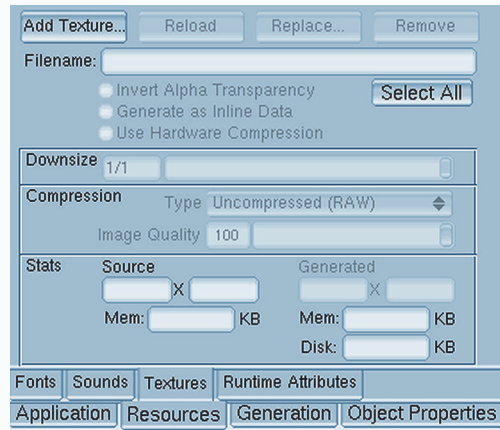 Add Texture... Reload Replace... Remove
Filename:
Invert Alpha Transparency
Select All
Generate as Inline Data
Use Hardware Compression
Downsize 1/1
Compression Type Uncompressed (RAW)
Image Quality 100
Stats Source Generated
X X
Mem: KB Mem: KB
Disk: KB
Fonts Sounds Textures Runtime Attributes
Application Resources Generation Object Properties